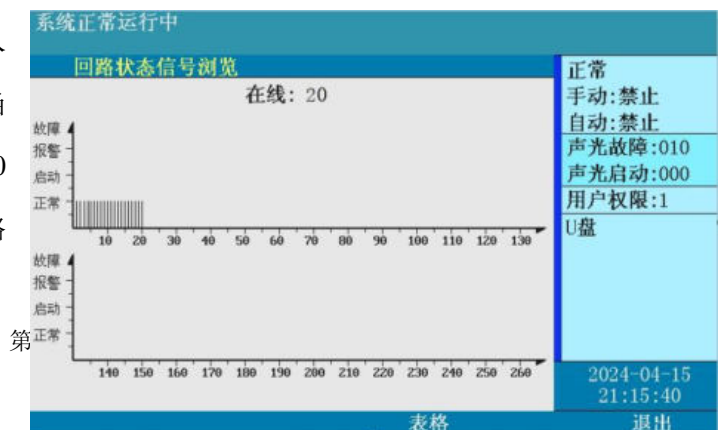 系统正常运行中
回路状态信号浏览
在线: 20
故障
报警
启动
正常
10 20 30 40 50 60 70 80 90 100 110 120 130
故障
报警
启动
正常
140 150 160 170 180 190 200 210 220 230 240 250 260
正常
手动:禁止
自动:禁止
声光故障:010
声光启动:000
用户权限:1
U盘
2024-04-15
21:15:40
表格
退出
第